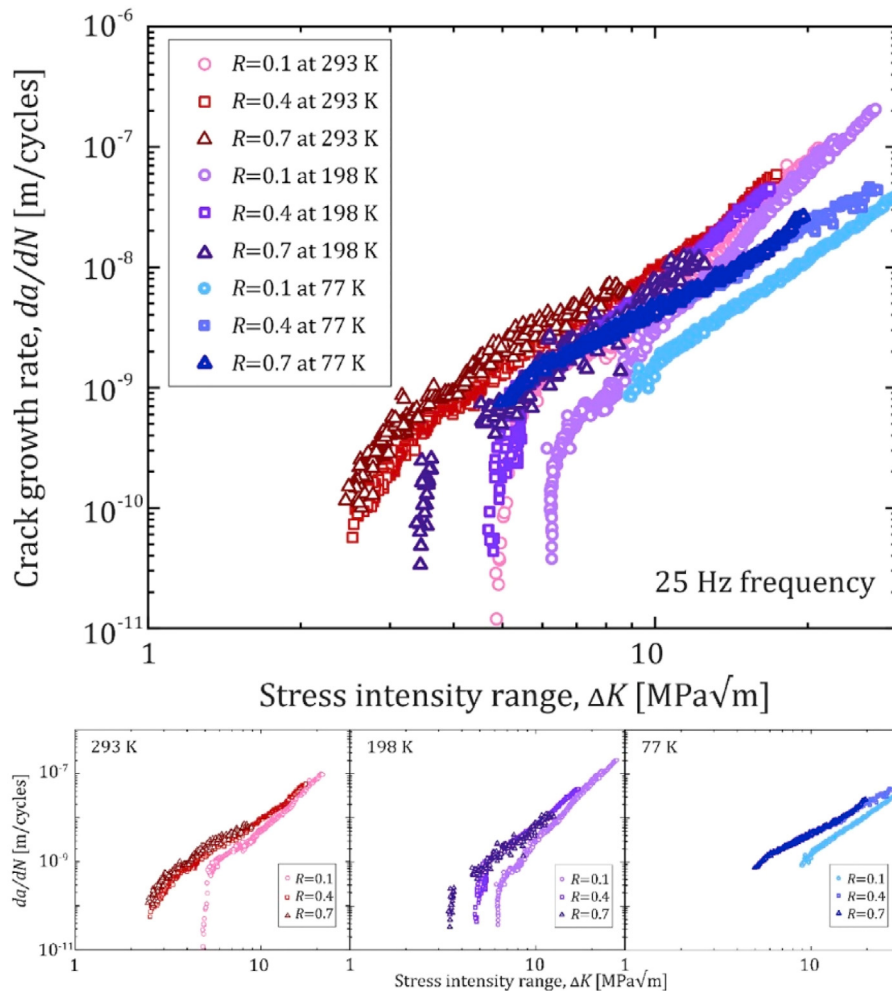 10⁻⁶
10⁻⁷
10⁻⁸
10⁻⁹
10⁻¹⁰
10⁻¹¹
Crack growth rate, da/dN [m/cycles]
R=0.1 at 293 K
R=0.4 at 293 K
R=0.7 at 293 K
R=0.1 at 198 K
R=0.4 at 198 K
R=0.7 at 198 K
R=0.1 at 77 K
R=0.4 at 77 K
R=0.7 at 77 K
25 Hz frequency
1 10
Stress intensity range, ΔK [MPa√m]
da/dN [m/cycles]
10⁻⁷
10⁻⁹
10⁻¹¹
293 K
R=0.1
R=0.4
R=0.7
198 K
R=0.1
R=0.4
R=0.7
77 K
R=0.1
R=0.4
R=0.7
1 10 1 10 1 10
Stress intensity range, ΔK [MPa√m]